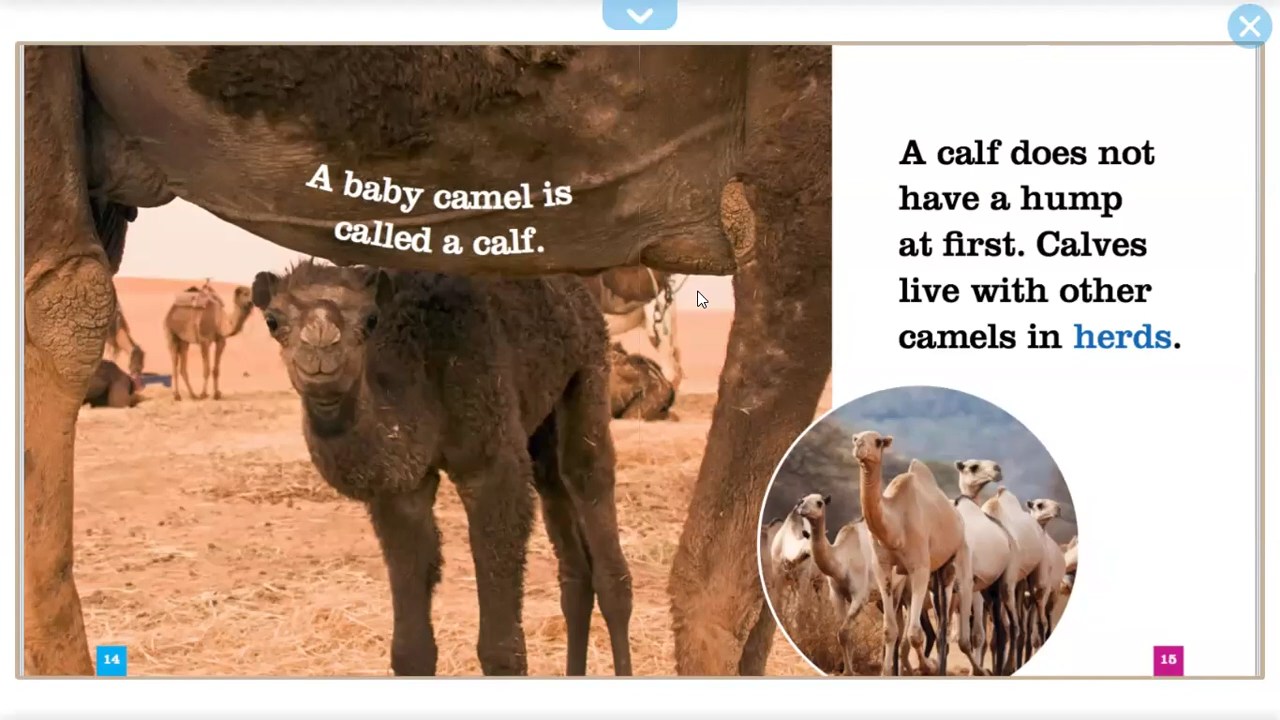 A baby camel is
called a calf.
A calf does not
have a hump
at first. Calves
live with other
camels in herds.
14
15